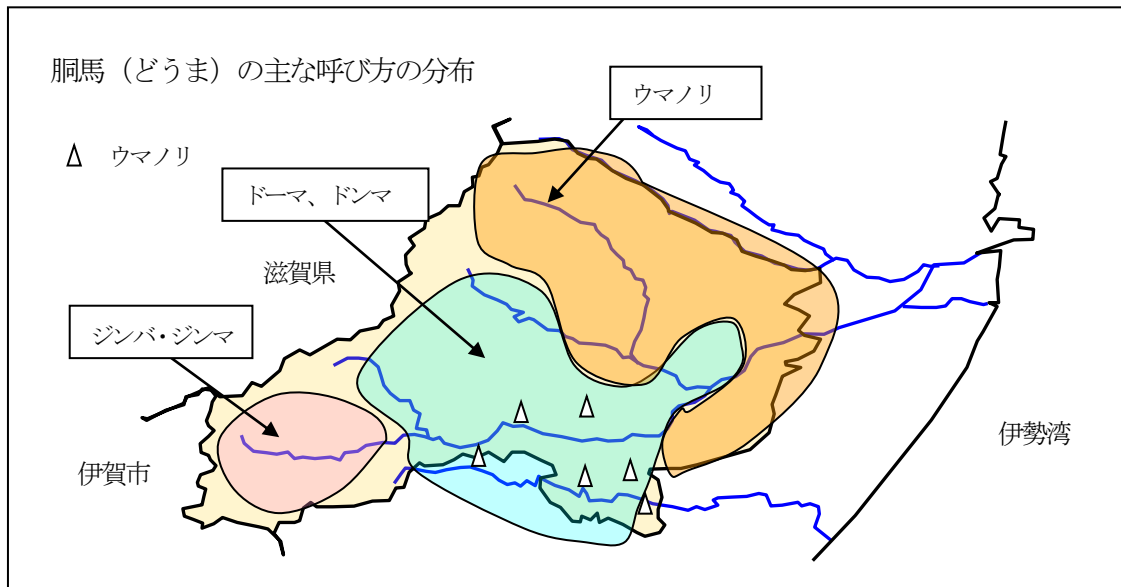 胴馬（どうま）の主な呼び方の分布
ウマノリ
ウマノリ
ドーマ、ドンマ
滋賀県
ジンバ・ジンマ
伊勢湾
伊賀市